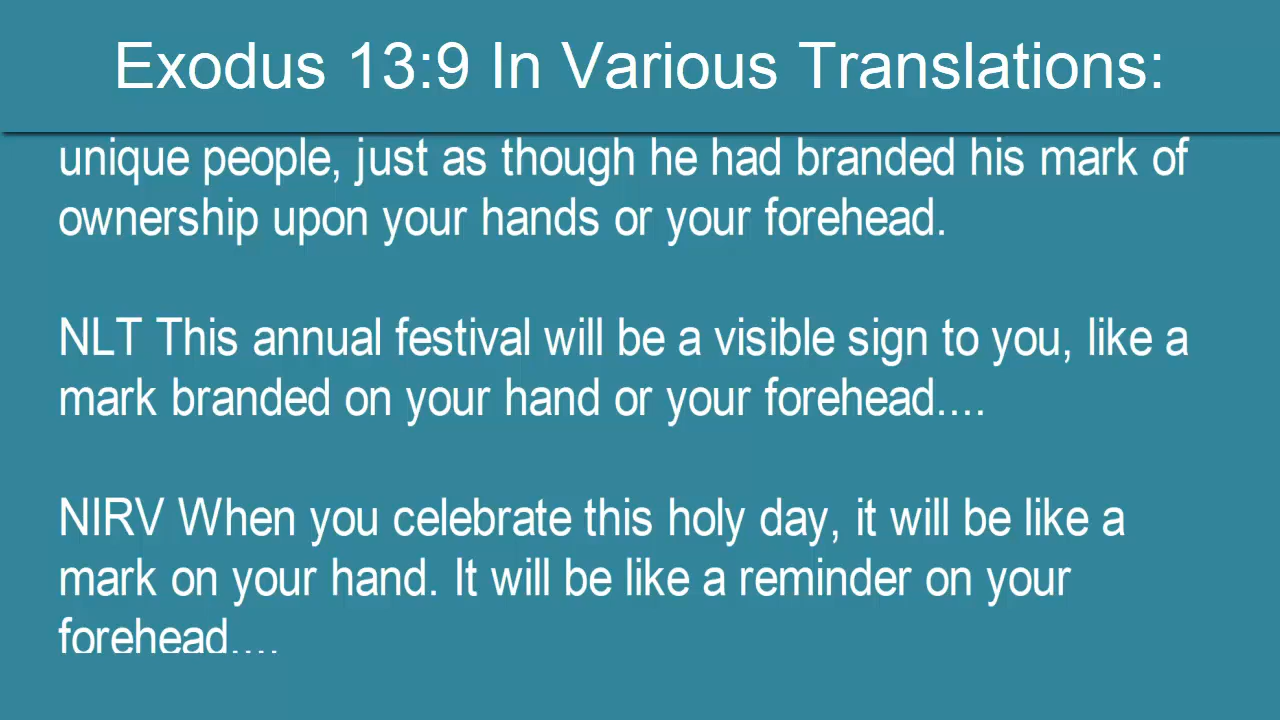 Exodus 13:9 In Various Translations:
unique people, just as though he had branded his mark of
ownership upon your hands or your forehead.
NLT This annual festival will be a visible sign to you, like a
mark branded on your hand or your forehead....
NIRV When you celebrate this holy day, it will be like a
mark on your hand. It will be like a reminder on your
forehead....